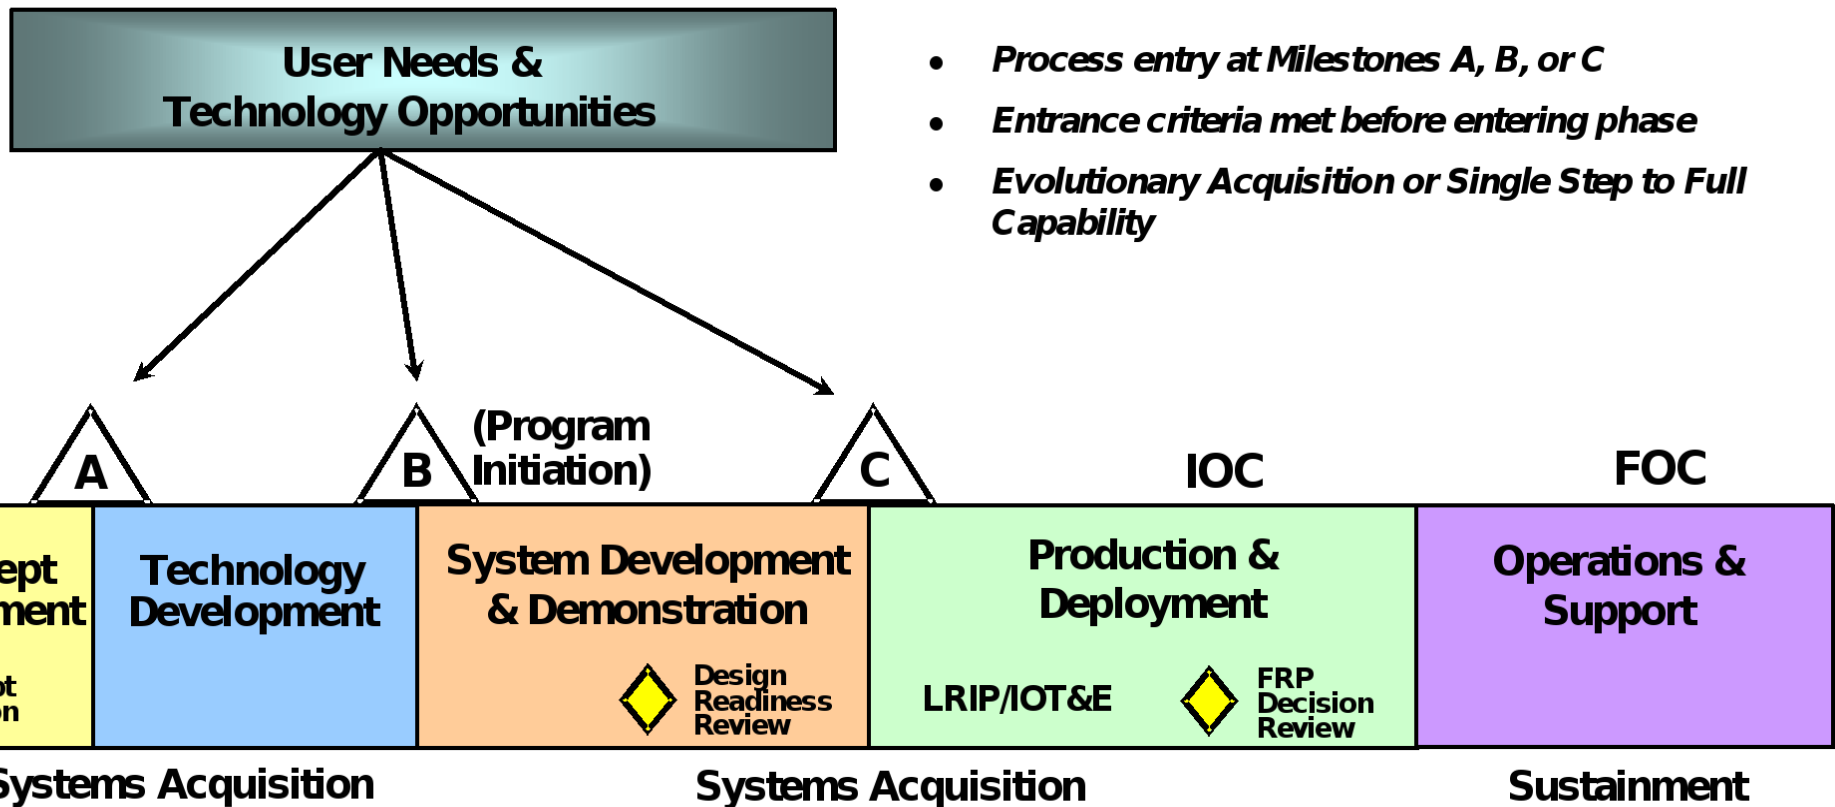 User Needs &
Technology Opportunities
• Process entry at Milestones A, B, or C
• Entrance criteria met before entering phase
• Evolutionary Acquisition or Single Step to Full
Capability
A
B
(Program
Initiation)
C
IOC
FOC
ept
ment
Technology
Development
System Development
& Demonstration
Production &
Deployment
Operations &
Support
pt
on
Design
Readiness
Review
LRIP/IOT&E
FRP
Decision
Review
Systems Acquisition
Systems Acquisition
Sustainment